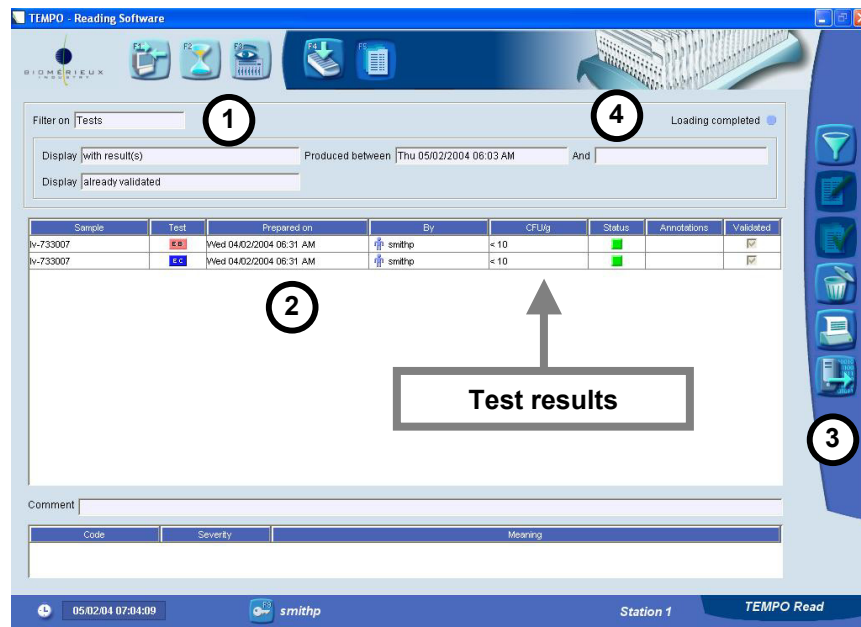 TEMPO - Reading Software
F1 F2 F3 F4 F5
BIOMÉRIEUX
INDUSTRY
1
4
Filter on Tests
Loading completed
Display with result(s) Produced between Thu 05/02/2004 06:03 AM And
Display already validated
Sample Test Prepared on By CFU/g Status Annotations Validated
lv-733007 EB Wed 04/02/2004 06:31 AM smithp < 10
lv-733007 EC Wed 04/02/2004 06:31 AM smithp < 10
2
Test results
3
Comment
Code Severity Meaning
05/02/04 07:04:09 smithp Station 1 TEMPO Read